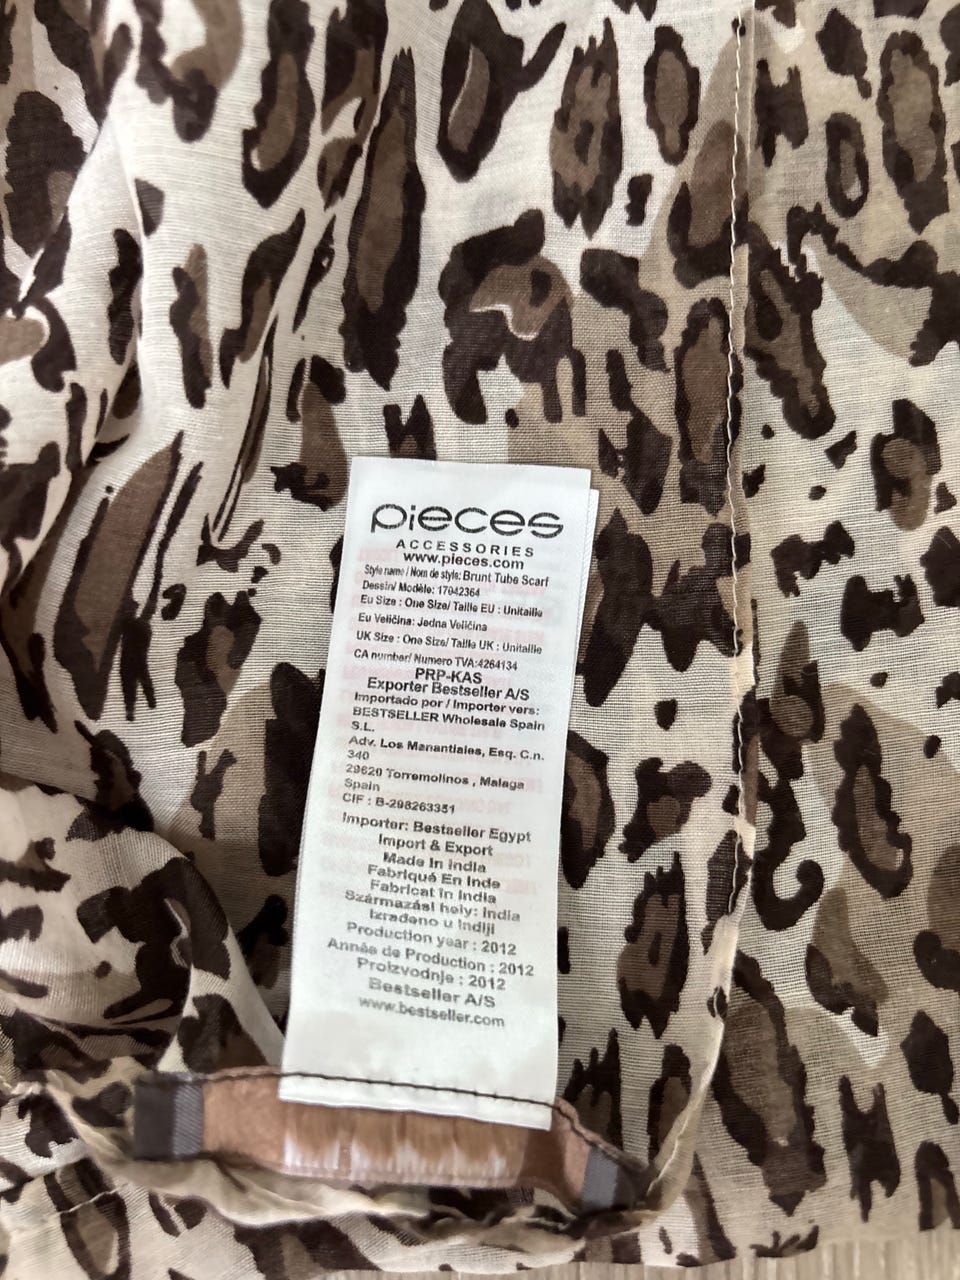 pieces
ACCESSORIES
www.pieces.com
Style name / Nom de style: Brunt Tube Scarf
Dessin/ Modèle: 17042364
Eu Size : One Size/ Taille EU : Unitaille
Eu Veličina: Jedna Veličina
UK Size : One Size/ Taille UK : Unitaille
CA number/ Numero TVA:4264134
PRP-KAS
Exporter Bestseller A/S
Importado por / Importer vers:
BESTSELLER Wholesale Spain
S.L.
Adv. Los Manantiales, Esq. C.n.
340
29620 Torremolinos , Malaga
Spain
CIF : B-298263351
Importer: Bestseller Egypt
Import & Export
Made In India
Fabriqué En Inde
Fabricat în India
Származási hely: India
Izrađeno u Indiji
Production year : 2012
Année de Production : 2012
Proizvodnje : 2012
Bestseller A/S
www.bestseller.com